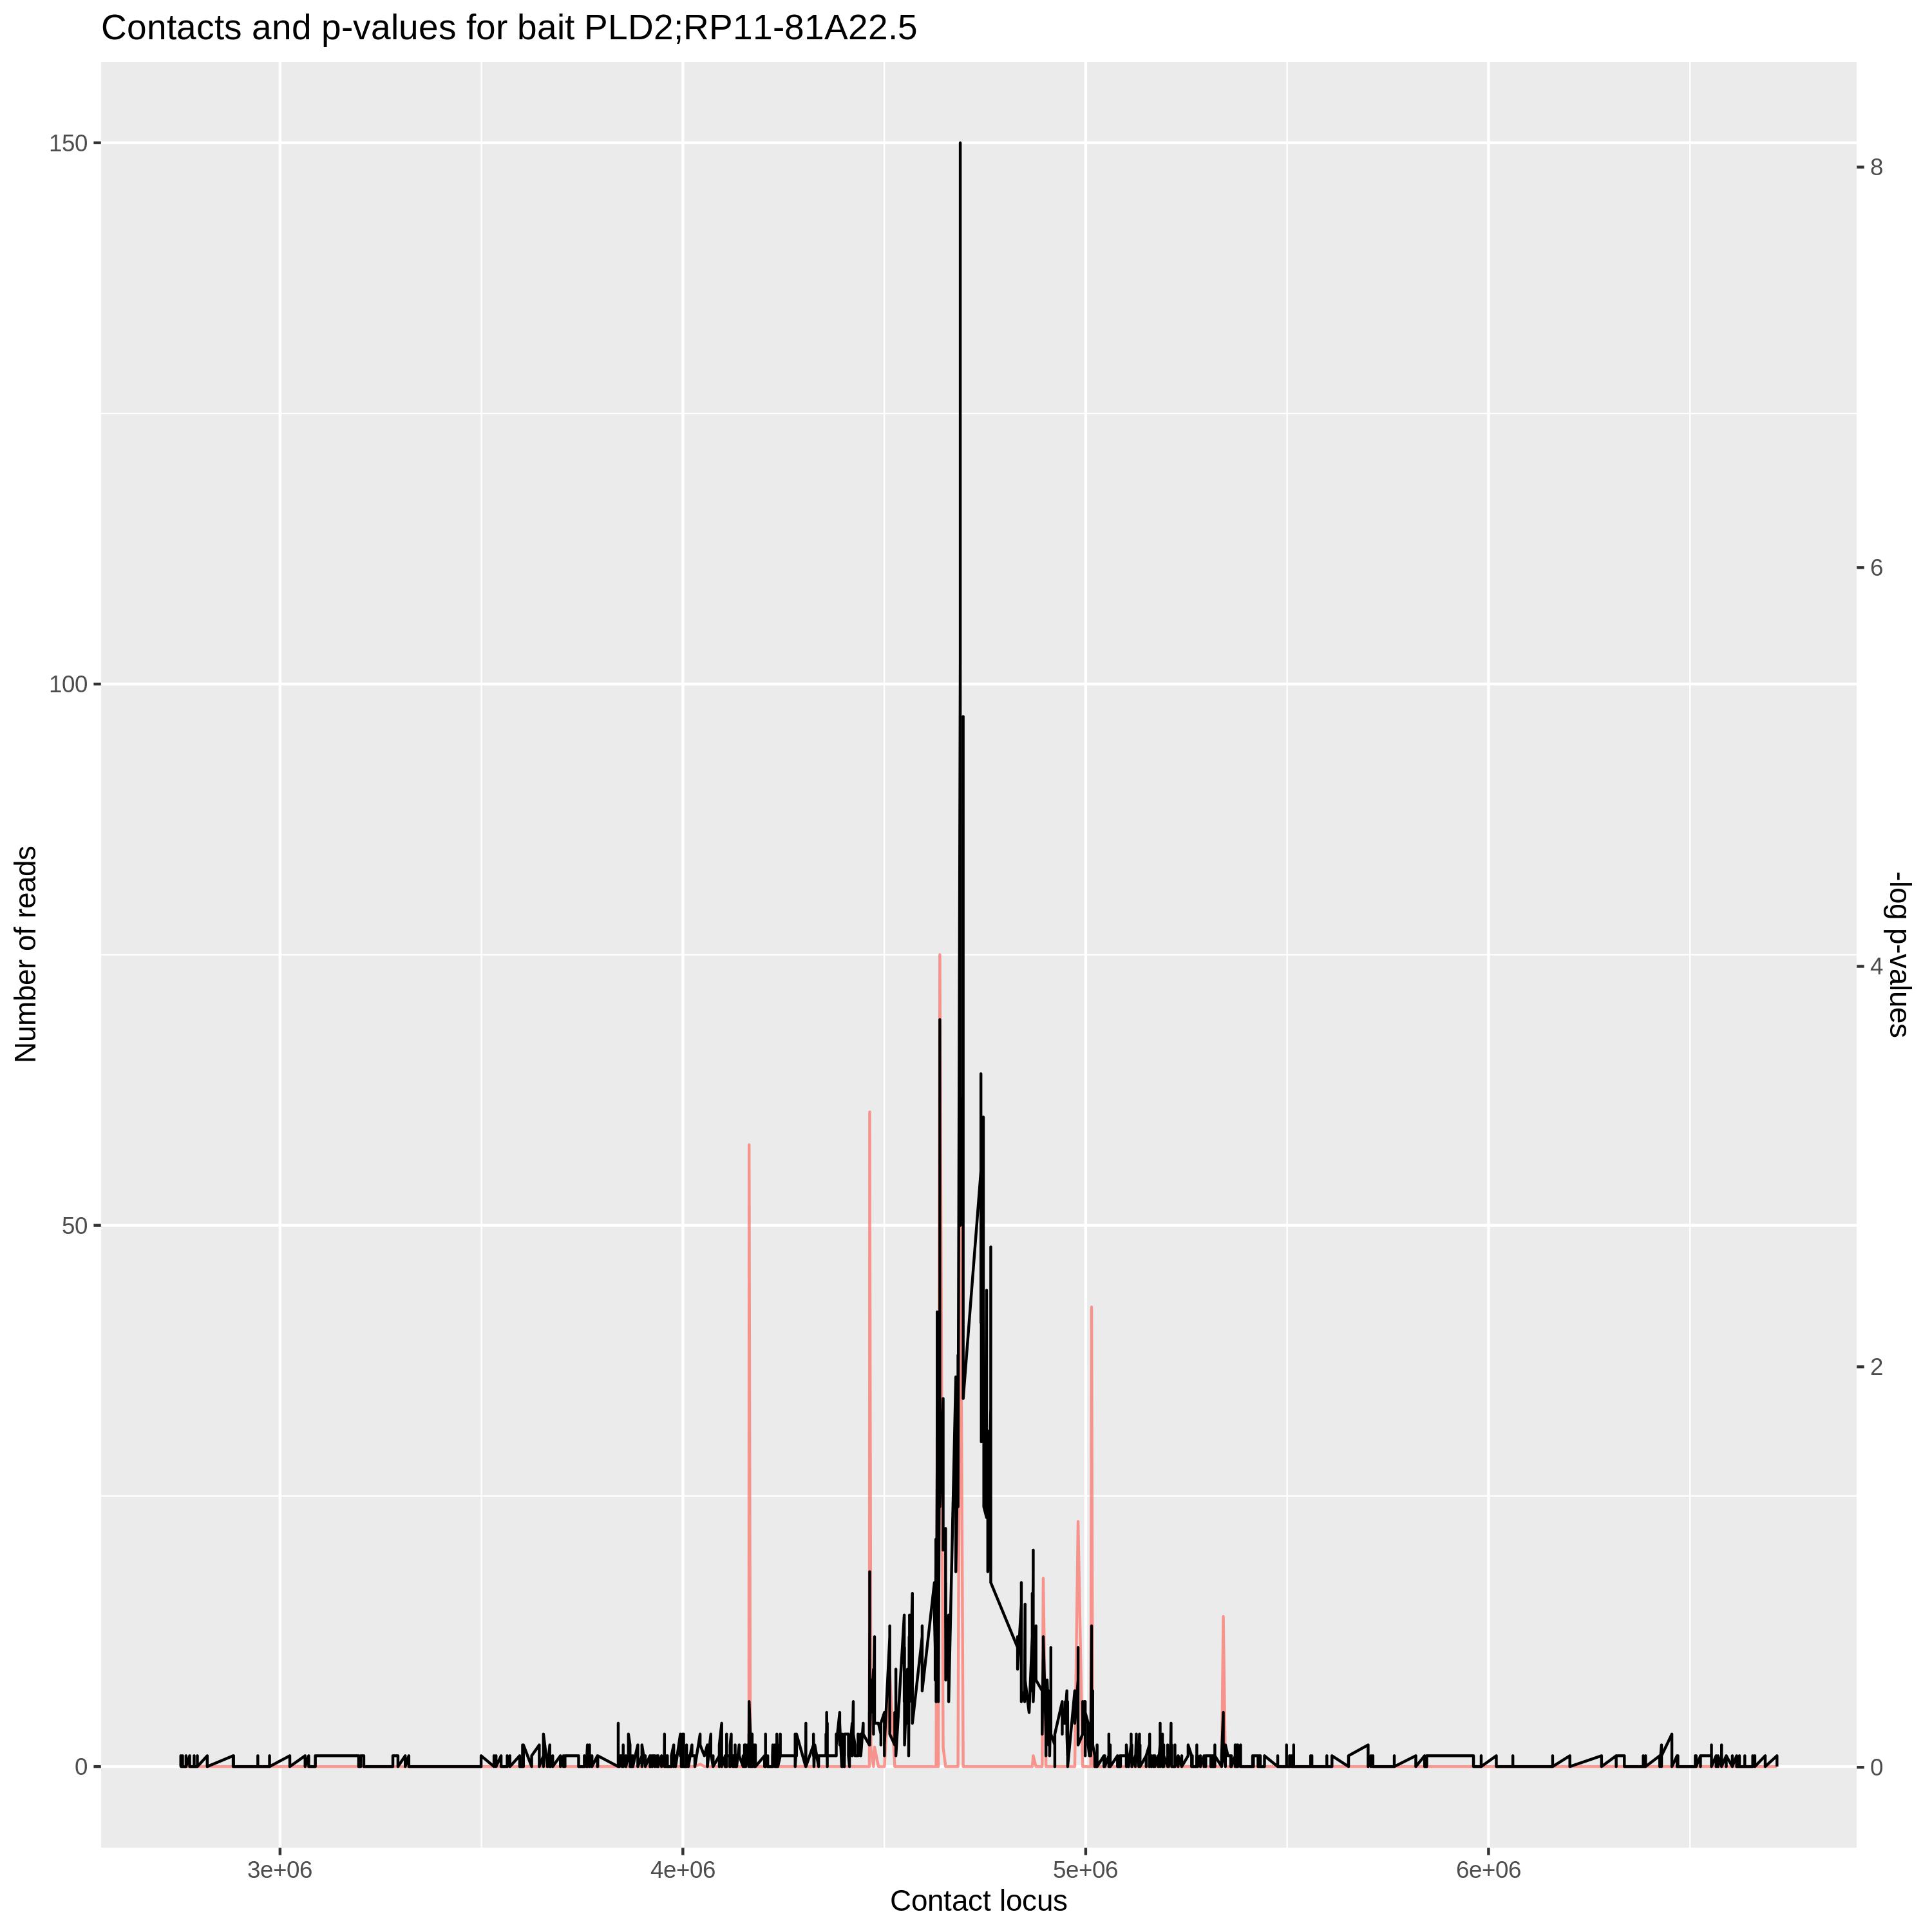 Contacts and p-values for bait PLD2;RP11-81A22.5
150
100
50
0
Number of reads
8
6
4
2
0
-log p-values
3e+06
4e+06
5e+06
6e+06
Contact locus